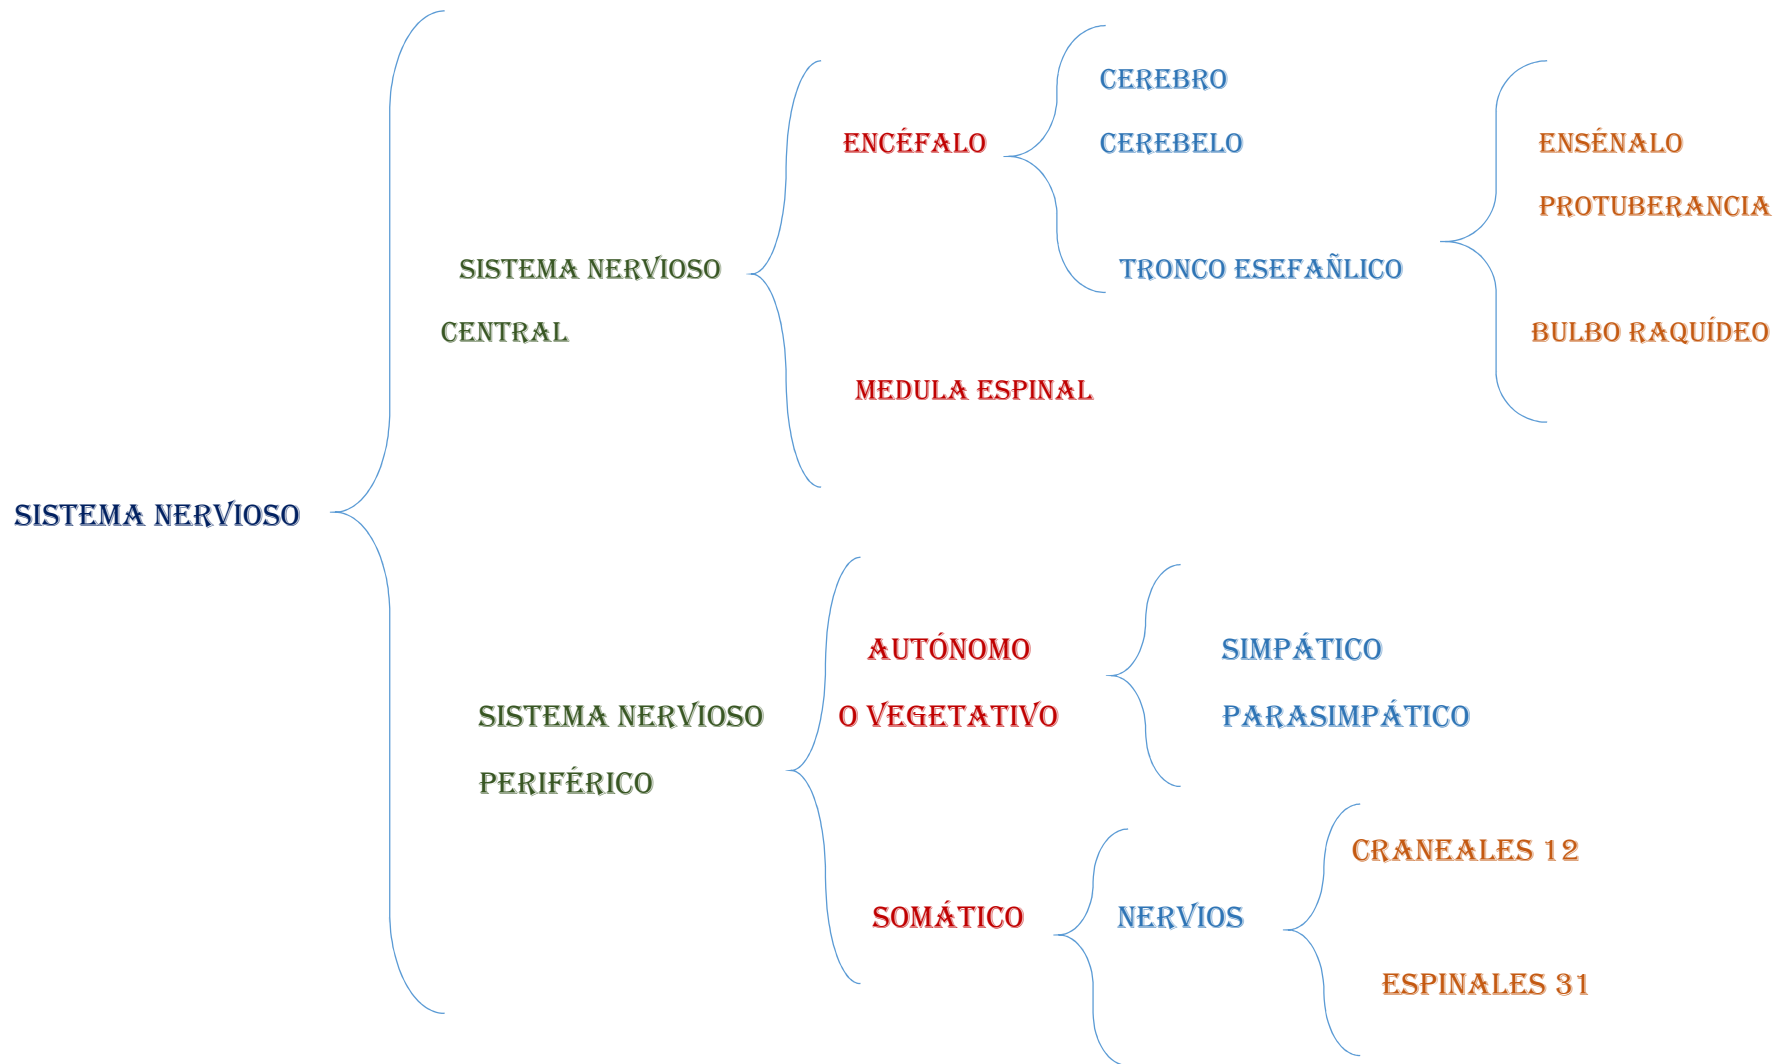 CEREBRO
ENCÉFALO
CEREBELO
ENSÉNALO
PROTUBERANCIA
SISTEMA NERVIOSO
TRONCO ESEFAÑLICO
CENTRAL
BULBO RAQUÍDEO
MEDULA ESPINAL
SISTEMA NERVIOSO
AUTÓNOMO
SIMPÁTICO
SISTEMA NERVIOSO
O VEGETATIVO
PARASIMPÁTICO
PERIFÉRICO
CRANEALES 12
SOMÁTICO
NERVIOS
ESPINALES 31